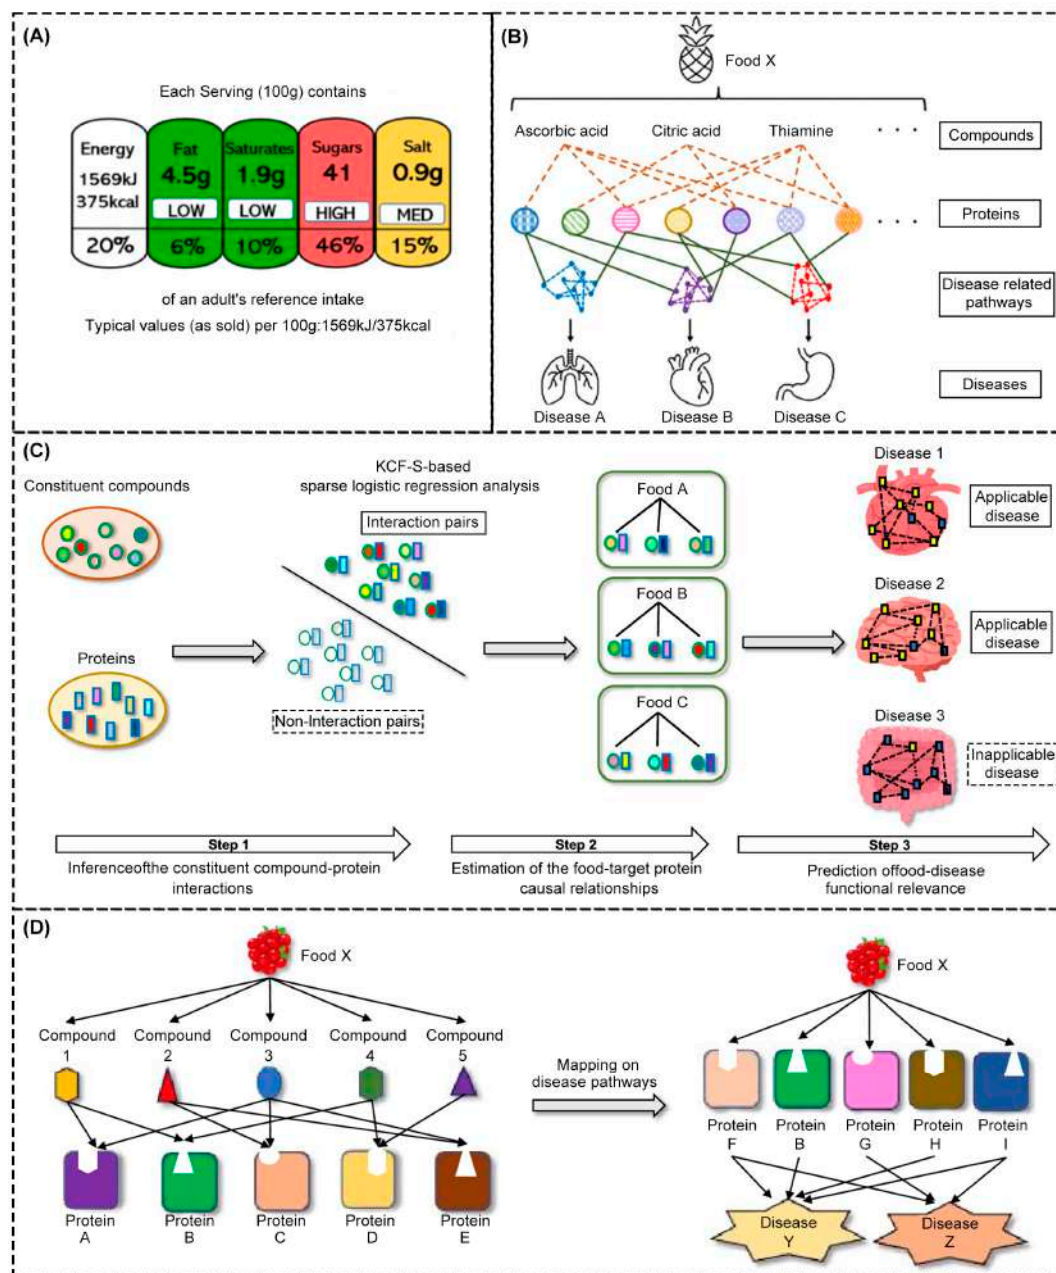 (A)
Each Serving (100g) contains
Energy Fat Saturates Sugars Salt
1569kJ 4.5g 1.9g 41 0.9g
375kcal LOW LOW HIGH MED
20% 6% 10% 46% 15%
of an adult's reference intake
Typical values (as sold) per 100g:1569kJ/375kcal
(B)
Food X
Ascorbic acid Citric acid Thiamine . . . Compounds
. . . Proteins
Disease related
pathways
Diseases
Disease A Disease B Disease C
(C)
Constituent compounds
Proteins
KCF-S-based
sparse logistic regression analysis
Interaction pairs
Non-Interaction pairs
Food A
Food B
Food C
Disease 1
Applicable
disease
Disease 2
Applicable
disease
Disease 3
Inapplicable
disease
Step 1
Inferenceofthe constituent compound-protein
interactions
Step 2
Estimation of the food-target protein
causal relationships
Step 3
Prediction offood-disease
functional relevance
(D)
Food X
Compound Compound Compound Compound Compound
1 2 3 4 5
Protein Protein Protein Protein Protein
A B C D E
Mapping on
disease pathways
Food X
Protein Protein Protein Protein Protein
F B G H I
Disease
Y
Disease
Z